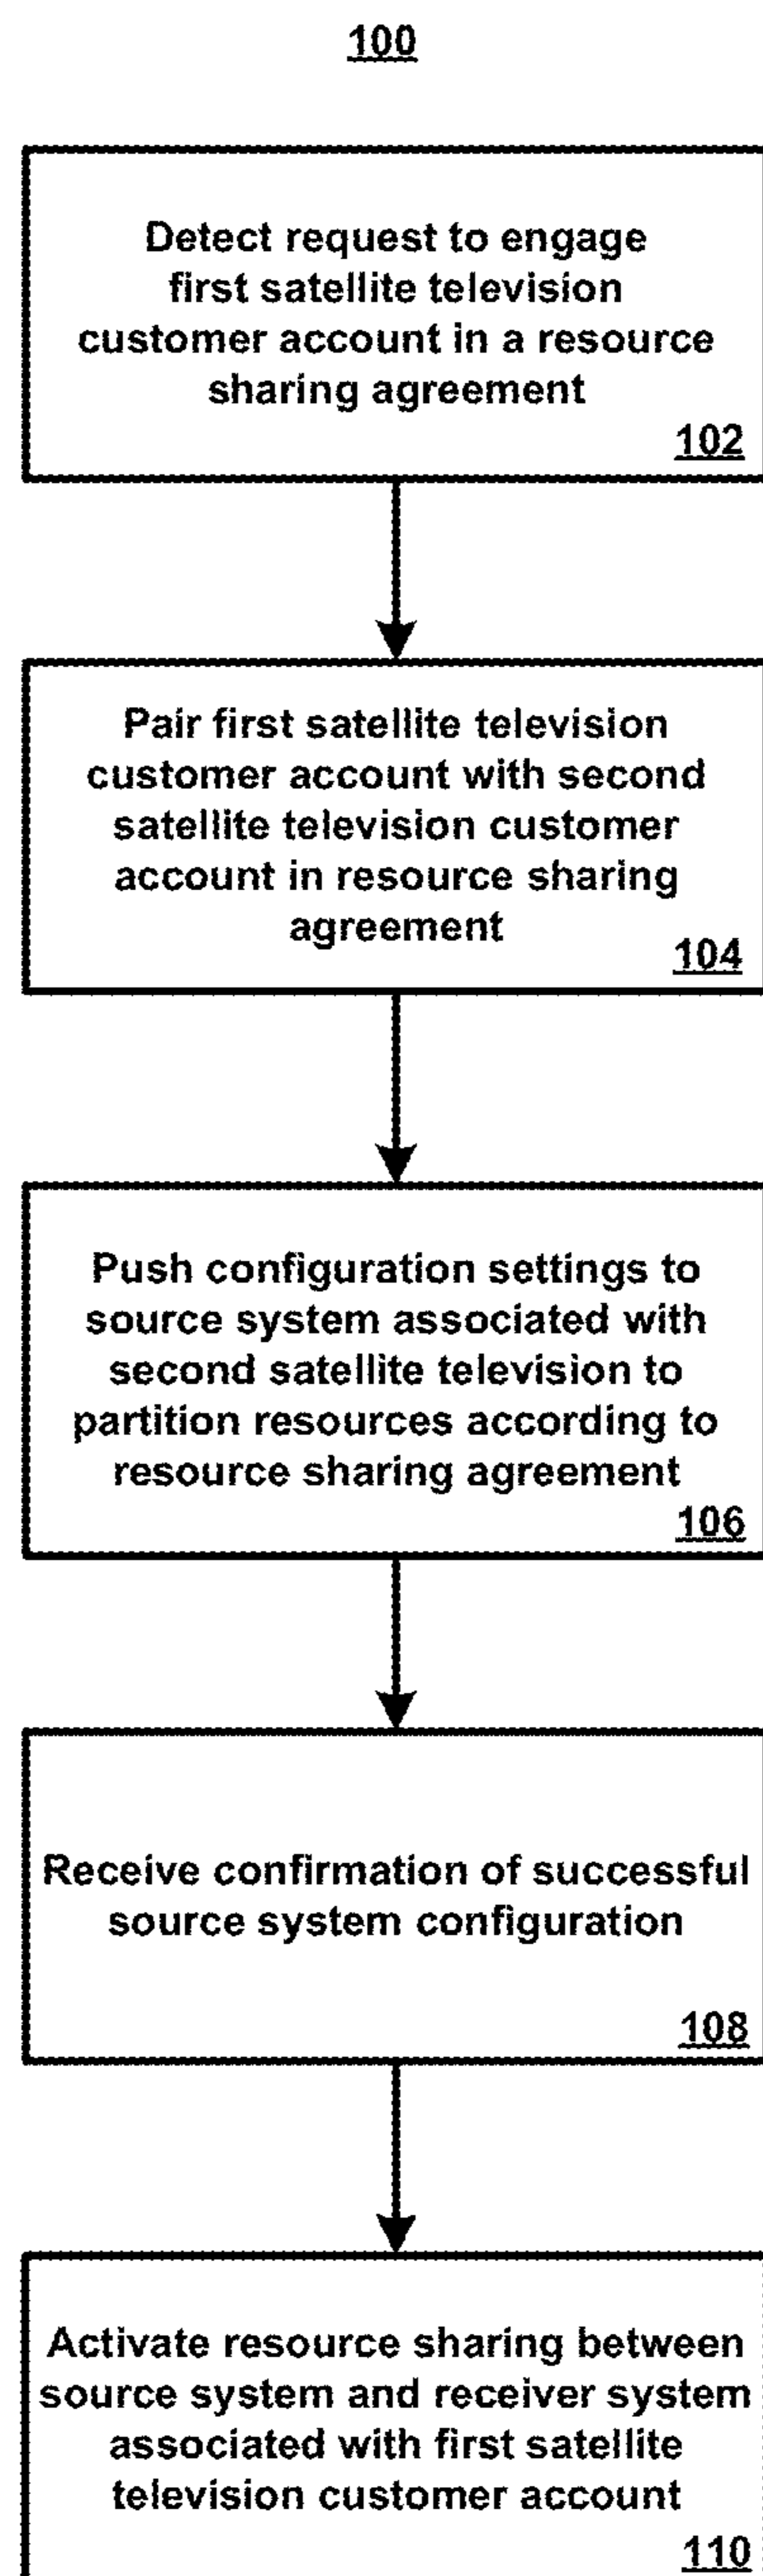 100
Detect request to engage
first satellite television
customer account in a resource
sharing agreement
102
Pair first satellite television
customer account with second
satellite television customer
account in resource sharing
agreement
104
Push configuration settings to
source system associated with
second satellite television to
partition resources according to
resource sharing agreement
106
Receive confirmation of successful
source system configuration
108
Activate resource sharing between
source system and receiver system
associated with first satellite
television customer account
110